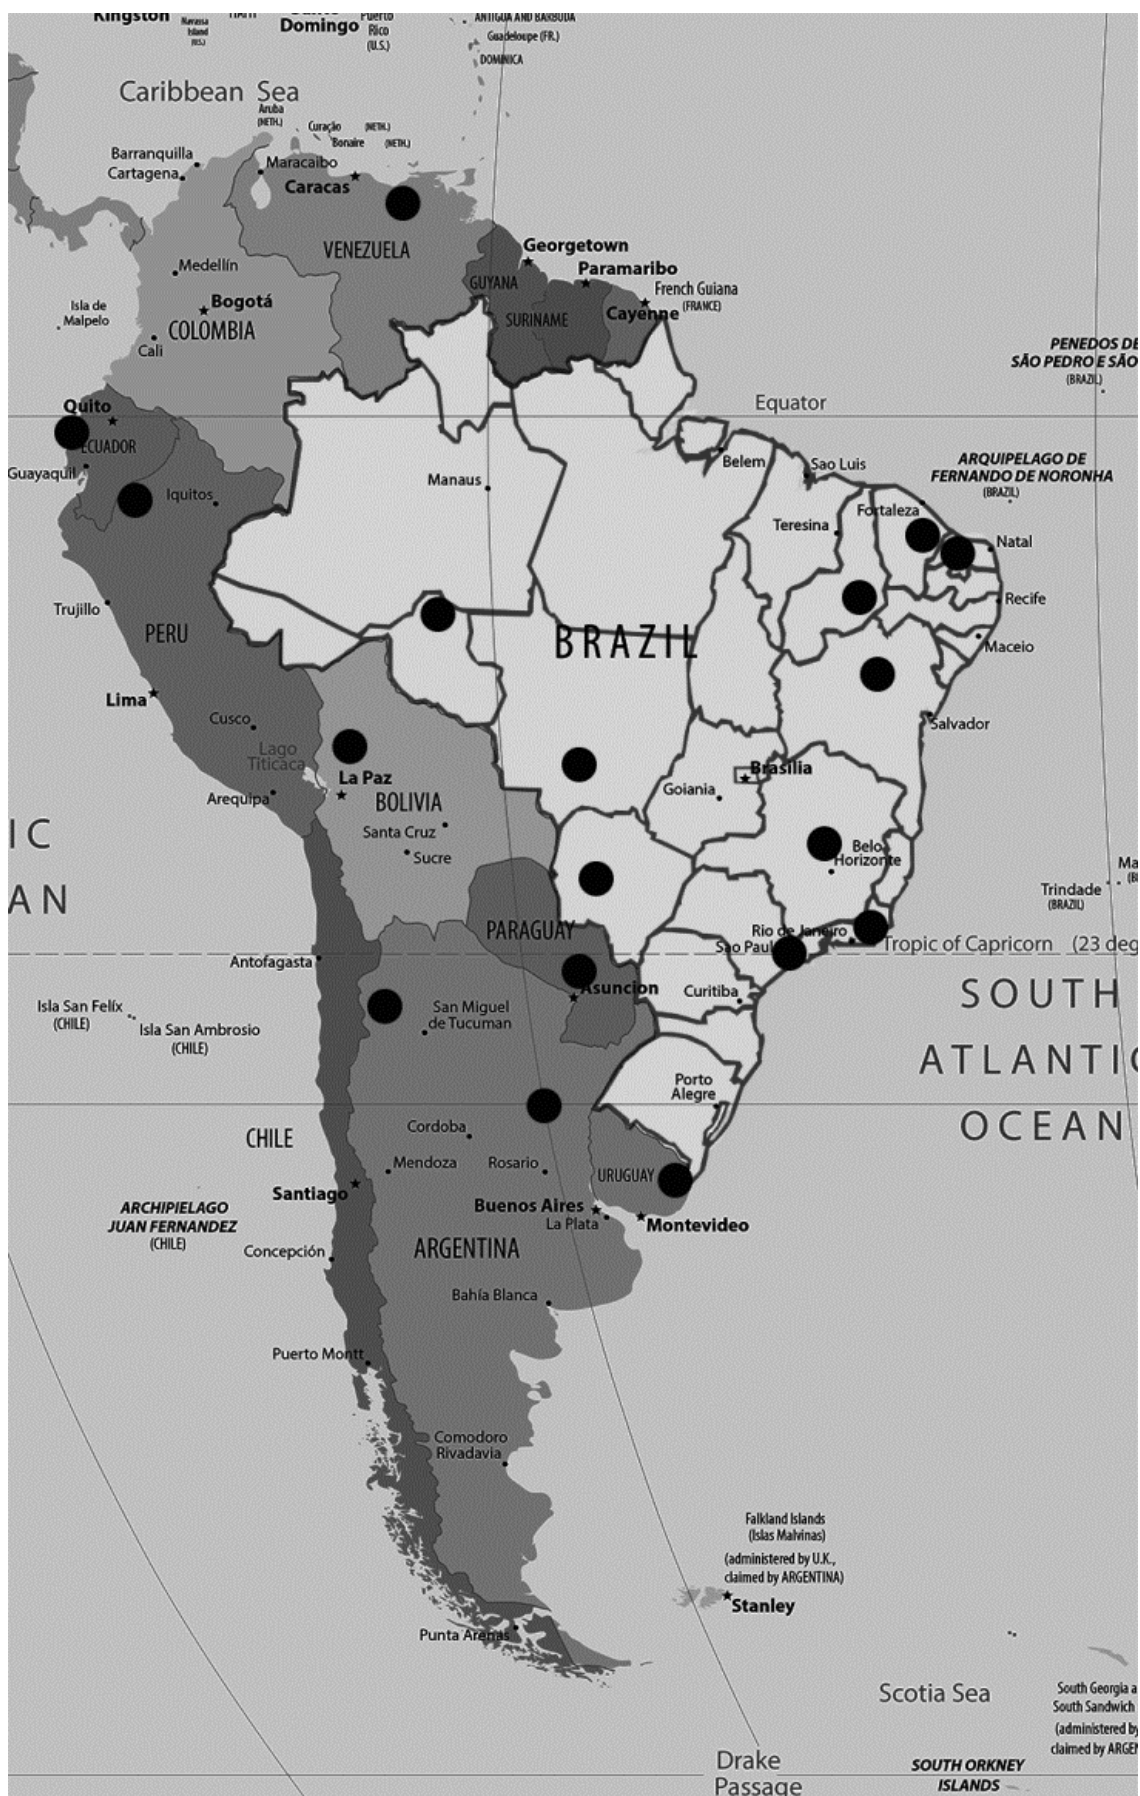 Kingston
Navassa
Island
(U.S.)
Domingo
Puerto
Rico
(U.S.)
ANTIGUA AND BARBUDA
Guadeloupe (FR.)
DOMINICA
Caribbean Sea
Aruba
(NETH.)
Curaçao (NETH.)
Bonaire (NETH.)
Barranquilla
Cartagena
Maracaibo
Caracas
VENEZUELA
Georgetown
Medellín
GUYANA
Paramaribo
French Guiana
(FRANCE)
Isla de
Malpelo
Bogotá
COLOMBIA
SURINAME
Cayenne
Cali
PENEDOS DE
SÃO PEDRO E SÃO
(BRAZIL)
Quito
Equator
ECUADOR
Guayaquil
Iquitos
Manaus
Belem
Sao Luis
ARQUIPELAGO DE
FERNANDO DE NORONHA
(BRAZIL)
Fortaleza
Teresina
Natal
Trujillo
Recife
PERU
BRAZIL
Maceio
Lima
Cusco
Salvador
Lago
Titicaca
La Paz
Brasilia
Arequipa
BOLIVIA
Goiania
IC
Santa Cruz
Sucre
Belo
Horizonte
AN
Trindade
(BRAZIL)
Ma
PARAGUAY
Rio de Janeiro
Sao Paul
Tropic of Capricorn (23 deg
Antofagasta
Asuncion
Curitiba
SOUTH
Isla San Felíx
(CHILE)
Isla San Ambrosio
(CHILE)
San Miguel
de Tucuman
ATLANTIC
Porto
Alegre
OCEAN
CHILE
Cordoba
Mendoza
Rosario
URUGUAY
Santiago
ARCHIPIELAGO
JUAN FERNANDEZ
(CHILE)
Buenos Aires
La Plata
Montevideo
Concepción
ARGENTINA
Bahía Blanca
Puerto Montt
Comodoro
Rivadavia
Falkland Islands
(Islas Malvinas)
(administered by U.K.,
claimed by ARGENTINA)
Stanley
Punta Arenas
Scotia Sea
South Georgia a
South Sandwich
(administered by
claimed by ARGEN
Drake
Passage
SOUTH ORKNEY
ISLANDS